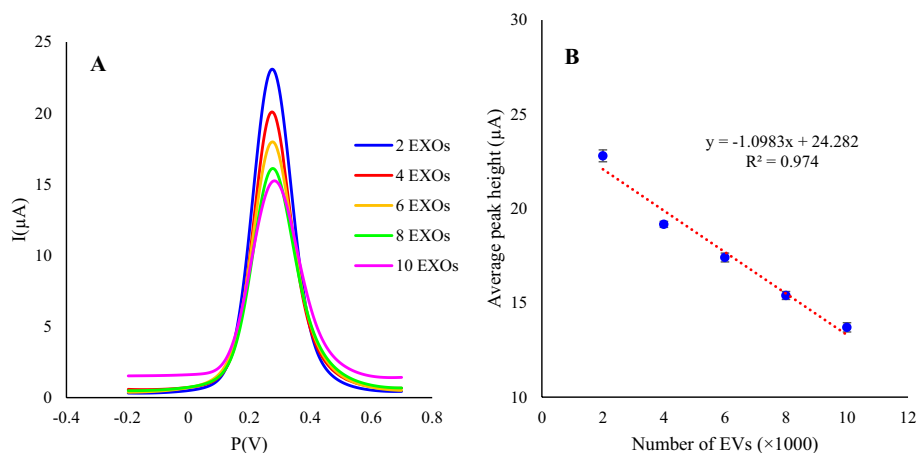 A
I(µA)
25
20
15
10
5
0
-0.4
-0.2
0
0.2
0.4
0.6
0.8
P(V)
2 EXOs
4 EXOs
6 EXOs
8 EXOs
10 EXOs
B
Average peak height (µA)
30
25
20
15
10
y = -1.0983x + 24.282
R² = 0.974
0
2
4
6
8
10
12
Number of EVs (×1000)